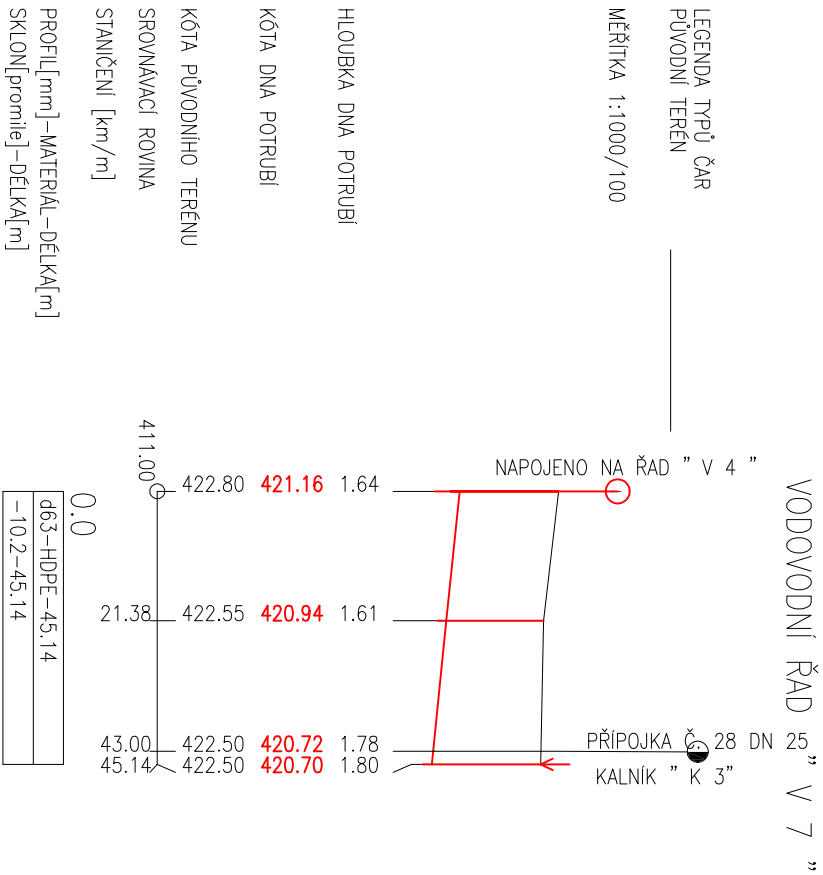 VODOVODNÍ ŘAD " V 7 "
LEGENDA TYPŮ ČAR
PŮVODNÍ TERÉN
MĚŘÍTKA 1:1000/100
NAPOJENO NA ŘAD " V 4 "
PŘÍPOJKA Č. 28 DN 25
KALNÍK " K 3"
HLOUBKA DNA POTRUBÍ
1.64
1.61
1.78
1.80
KÓTA DNA POTRUBÍ
421.16
420.94
420.72
420.70
KÓTA PŮVODNÍHO TERÉNU
422.80
422.55
422.50
422.50
SROVNÁVACÍ ROVINA
411.00
STANIČENÍ [km/m]
0.0
21.38
43.00
45.14
PROFIL[mm]-MATERIÁL-DÉLKA[m]
d63-HDPE-45.14
SKLON[promile]-DÉLKA[m]
-10.2-45.14